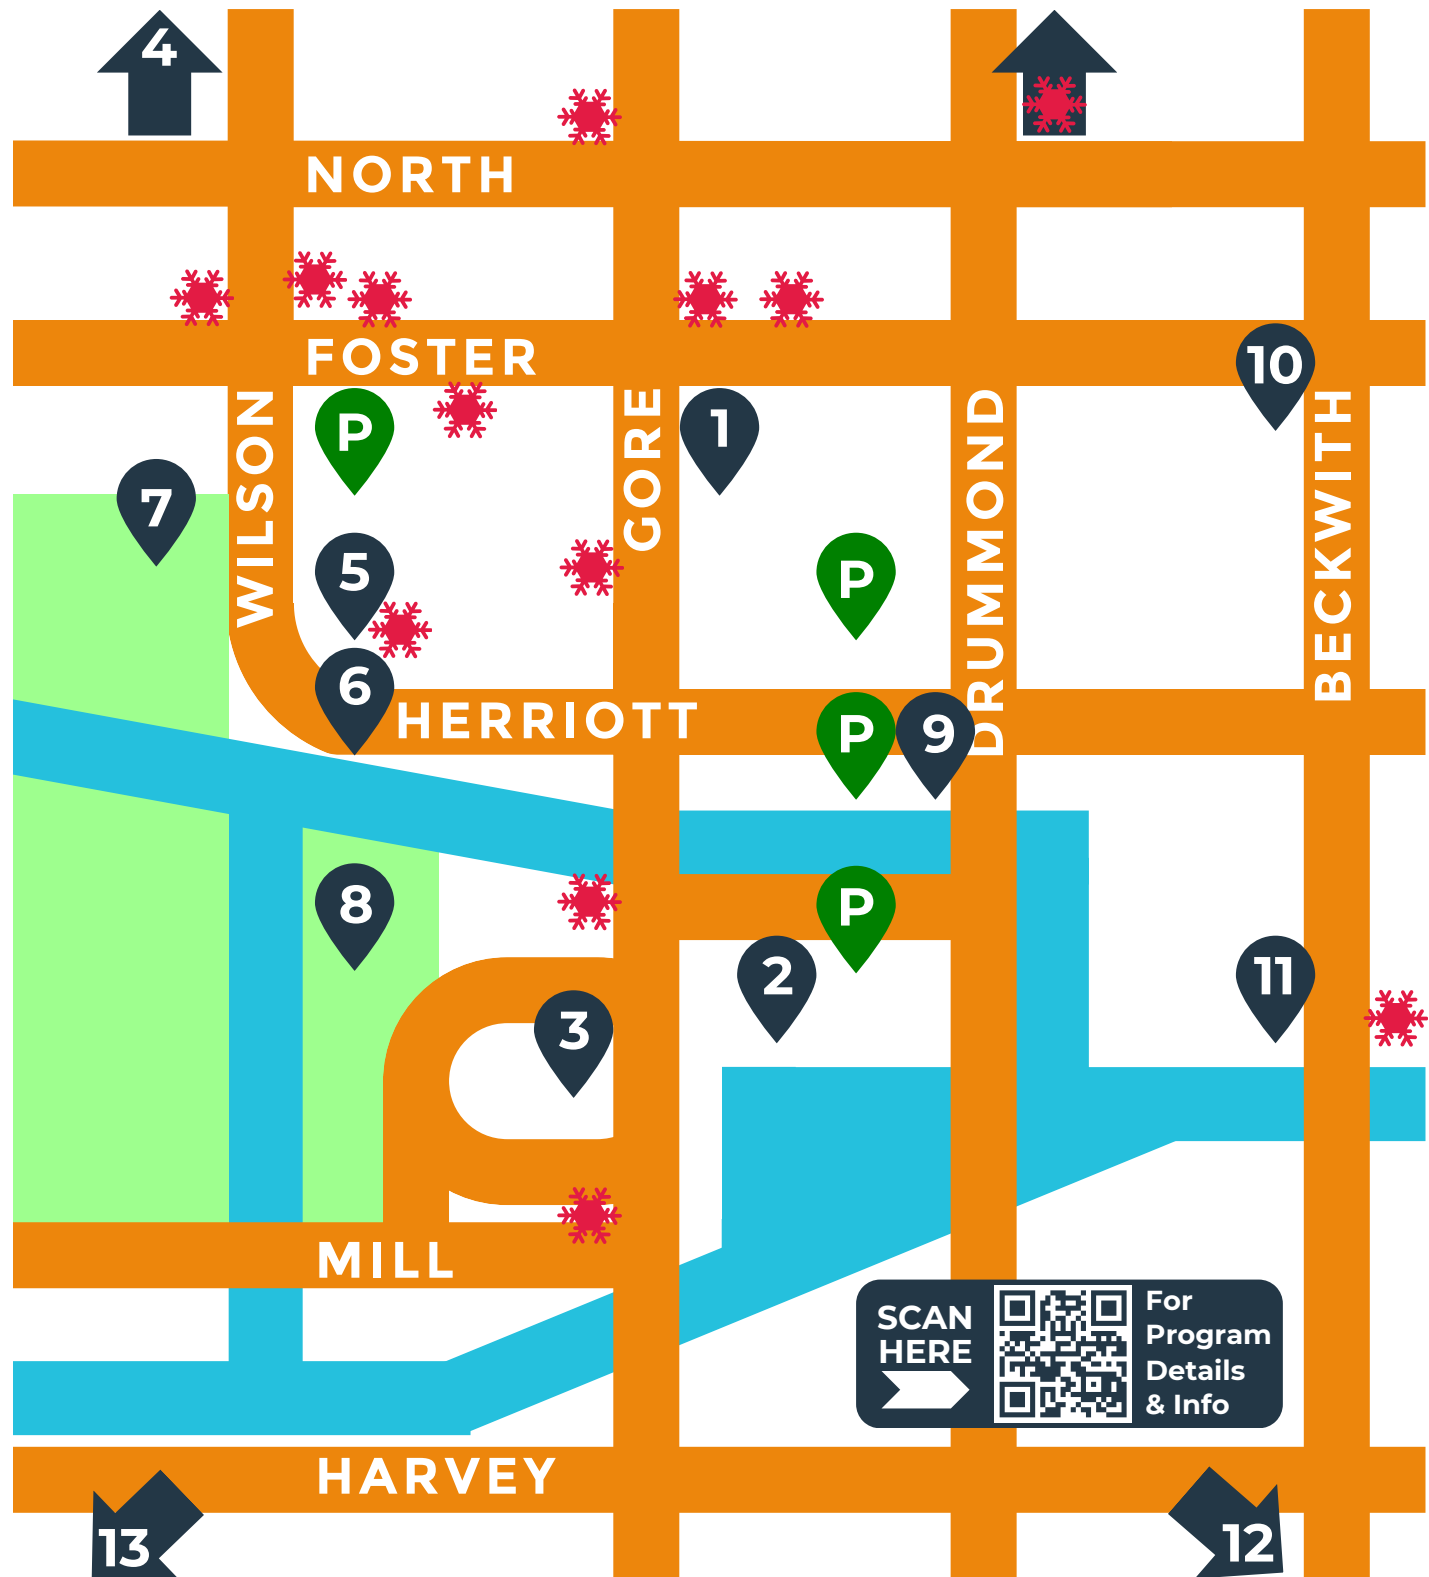 4
NORTH
FOSTER
WILSON
GORE
DRUMMOND
BECKWITH
10
P
1
7
5
P
6
HERRIOTT
P
9
8
P
2
11
3
MILL
SCAN
HERE
For
Program
Details
& Info
HARVEY
13
12